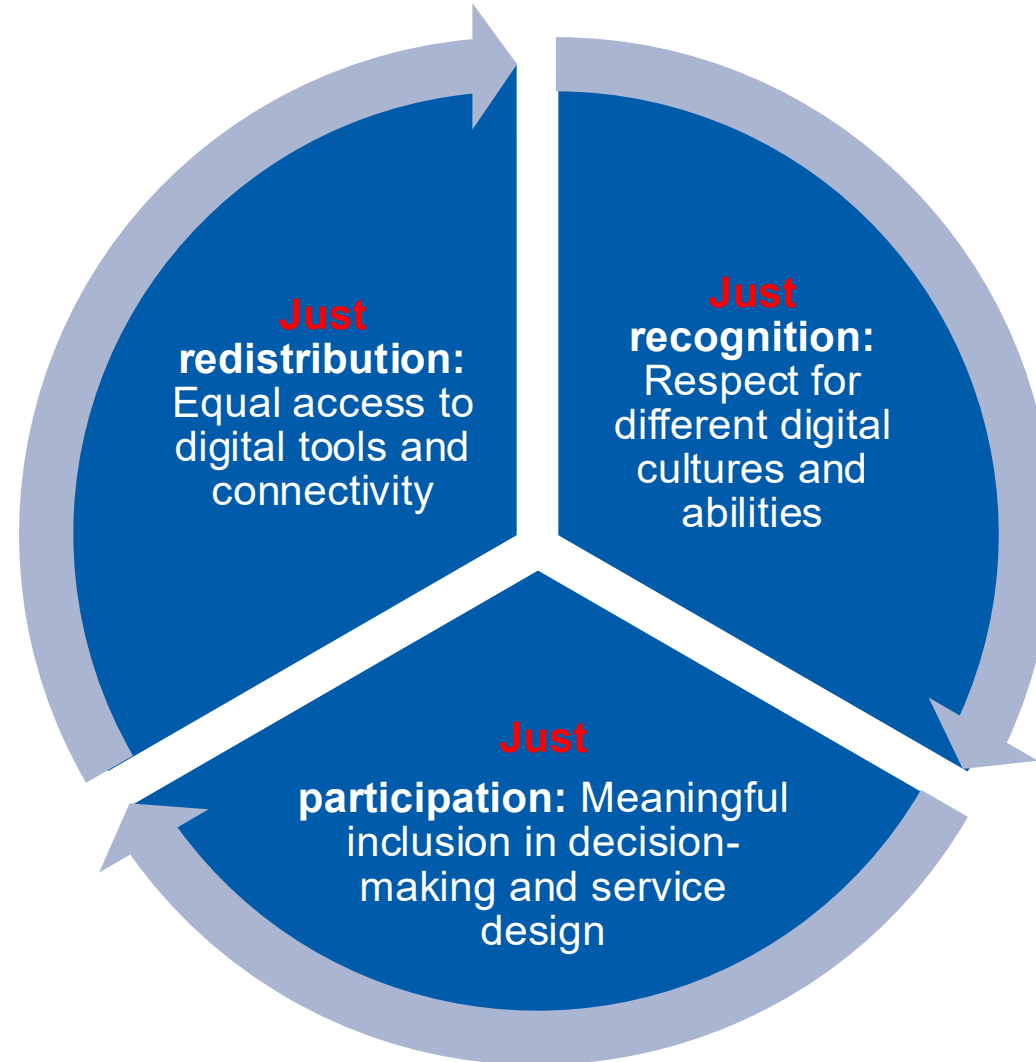 Just
redistribution:
Equal access to
digital tools and
connectivity
Just
recognition:
Respect for
different digital
cultures and
abilities
Just
participation: Meaningful
inclusion in decision-
making and service
design